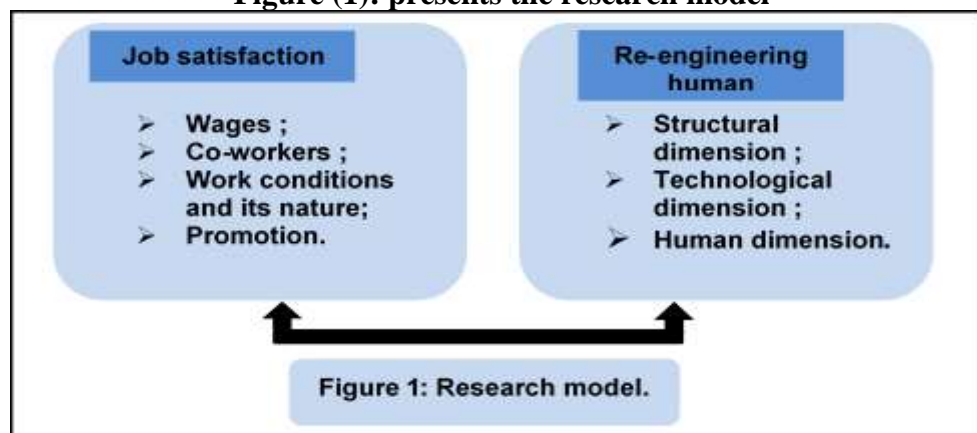 Figure (1): presents the research model
Job satisfaction
➢ Wages ;
➢ Co-workers ;
➢ Work conditions
and its nature;
➢ Promotion.
Re-engineering
human
➢ Structural
dimension ;
➢ Technological
dimension ;
➢ Human dimension.
Figure 1: Research model.